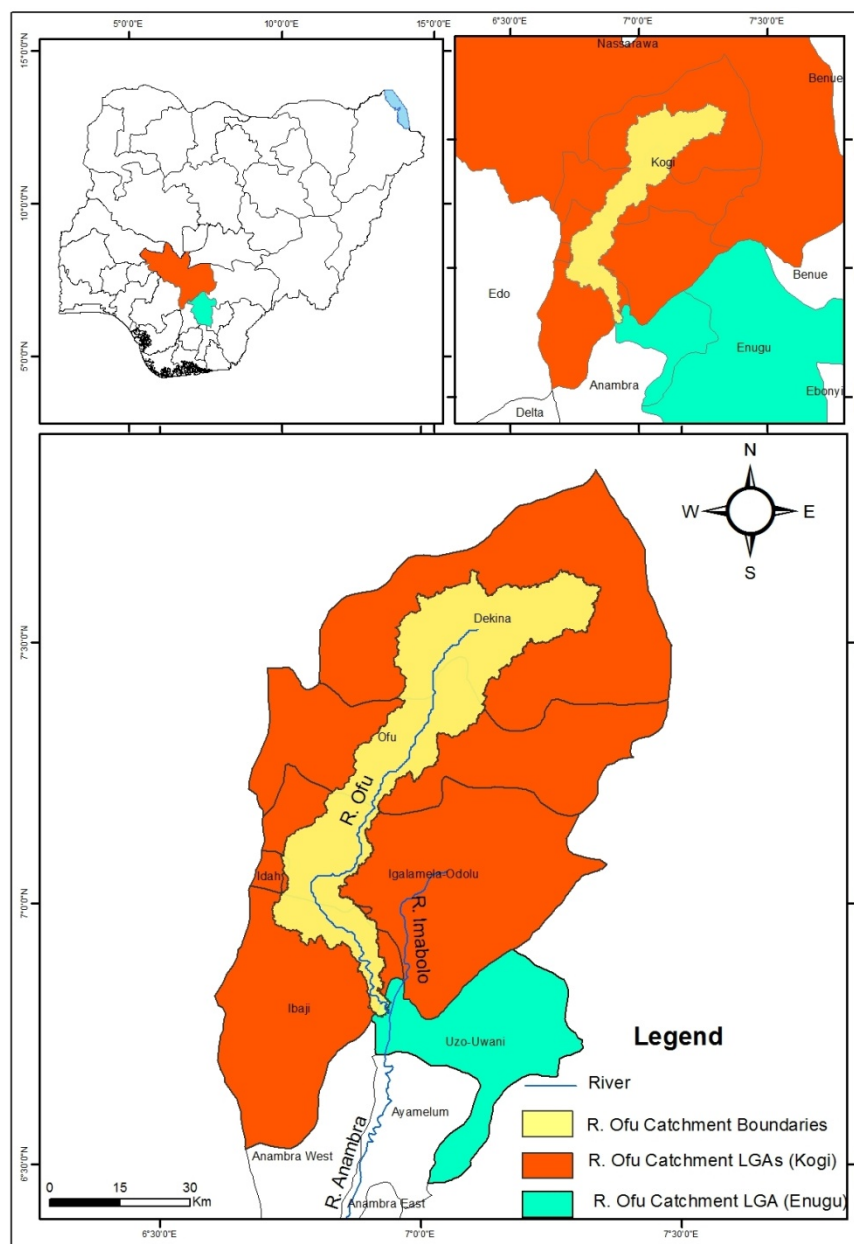 5°0'0"E
10°0'0"E
15°0'0"E
15°0'0"N
10°0'0"N
5°0'0"N
6°30'0"E
7°0'0"E
7°30'0"E
Nassarawa
Benue
Kogi
Benue
Edo
Enugu
Anambra
Ebonyi
Delta
N
W
E
S
7°30'0"N
7°0'0"N
6°30'0"N
Dekina
Ofu
R. Ofu
Idah
Igalamela-Odolu
R. Imabolo
Ibaji
Uzo-Uwani
Ayamelum
Anambra West
R. Anambra
Anambra East
Legend
River
R. Ofu Catchment Boundaries
R. Ofu Catchment LGAs (Kogi)
R. Ofu Catchment LGA (Enugu)
0 15 30
Km
6°30'0"E
7°0'0"E
7°30'0"E